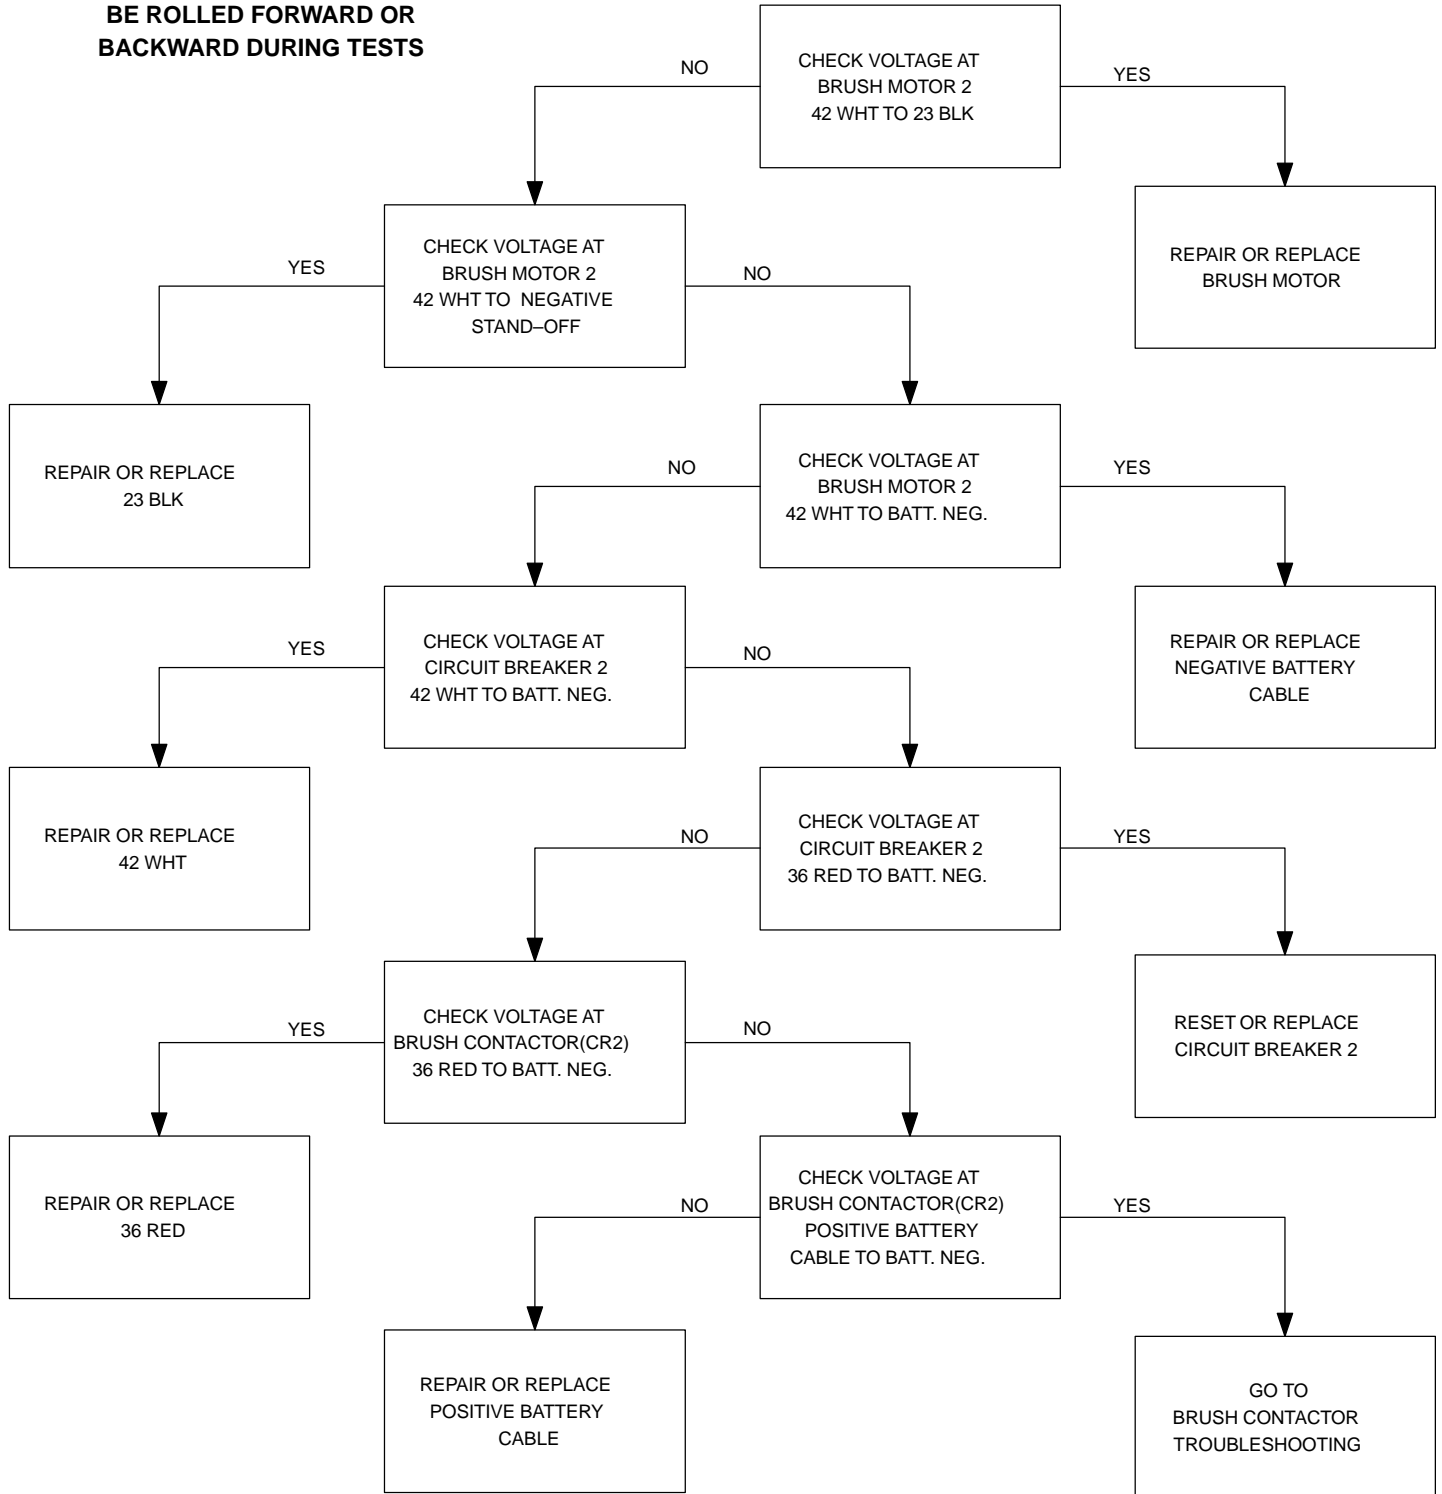 BE ROLLED FORWARD OR
BACKWARD DURING TESTS
CHECK VOLTAGE AT
BRUSH MOTOR 2
42 WHT TO 23 BLK
NO
YES
CHECK VOLTAGE AT
BRUSH MOTOR 2
42 WHT TO NEGATIVE
STAND–OFF
YES
NO
REPAIR OR REPLACE
BRUSH MOTOR
REPAIR OR REPLACE
23 BLK
CHECK VOLTAGE AT
BRUSH MOTOR 2
42 WHT TO BATT. NEG.
NO
YES
CHECK VOLTAGE AT
CIRCUIT BREAKER 2
42 WHT TO BATT. NEG.
YES
NO
REPAIR OR REPLACE
NEGATIVE BATTERY
CABLE
REPAIR OR REPLACE
42 WHT
CHECK VOLTAGE AT
CIRCUIT BREAKER 2
36 RED TO BATT. NEG.
NO
YES
CHECK VOLTAGE AT
BRUSH CONTACTOR(CR2)
36 RED TO BATT. NEG.
YES
NO
RESET OR REPLACE
CIRCUIT BREAKER 2
REPAIR OR REPLACE
36 RED
CHECK VOLTAGE AT
BRUSH CONTACTOR(CR2)
POSITIVE BATTERY
CABLE TO BATT. NEG.
NO
YES
REPAIR OR REPLACE
POSITIVE BATTERY
CABLE
GO TO
BRUSH CONTACTOR
TROUBLESHOOTING